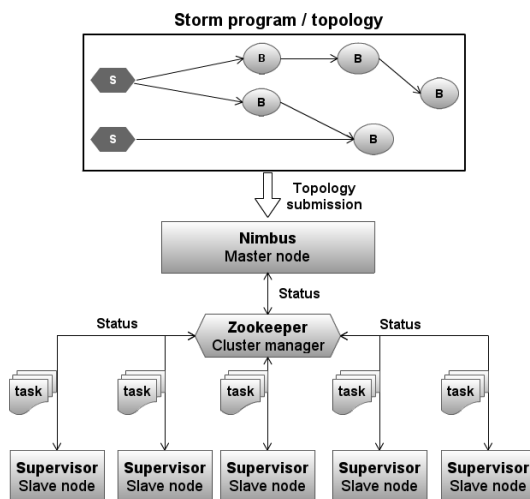 Storm program / topology
B
B
S
B
B
S
B
Topology
submission
Nimbus
Master node
Status
Status
Zookeeper
Status
Cluster manager
task
task
task
task
task
Supervisor
Supervisor
Supervisor
Supervisor
Supervisor
Slave node
Slave node
Slave node
Slave node
Slave node